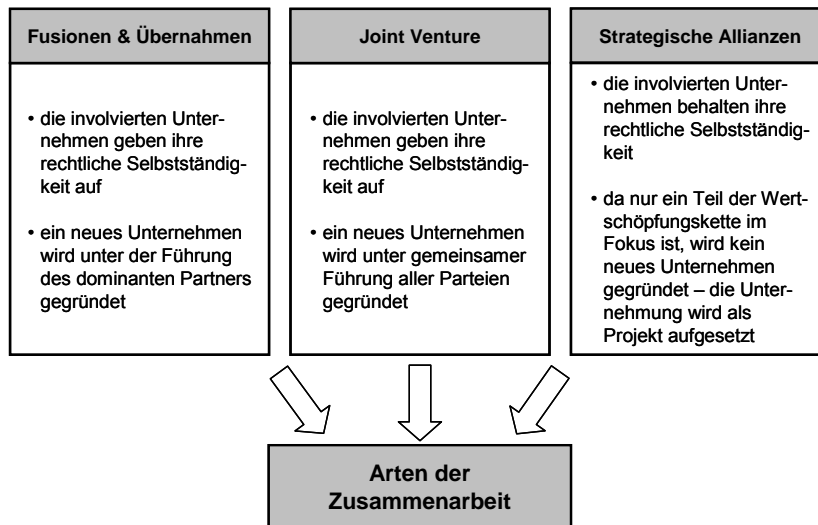 Fusionen & Übernahmen
• die involvierten Unter-
nehmen geben ihre
rechtliche Selbstständig-
keit auf
• ein neues Unternehmen
wird unter der Führung
des dominanten Partners
gegründet
Joint Venture
• die involvierten Unter-
nehmen geben ihre
rechtliche Selbstständig-
keit auf
• ein neues Unternehmen
wird unter gemeinsamer
Führung aller Parteien
gegründet
Strategische Allianzen
• die involvierten Unter-
nehmen behalten ihre
rechtliche Selbstständig-
keit
• da nur ein Teil der Wert-
schöpfungskette im
Fokus ist, wird kein
neues Unternehmen
gegründet – die Unter-
nehmung wird als
Projekt aufgesetzt
Arten der
Zusammenarbeit